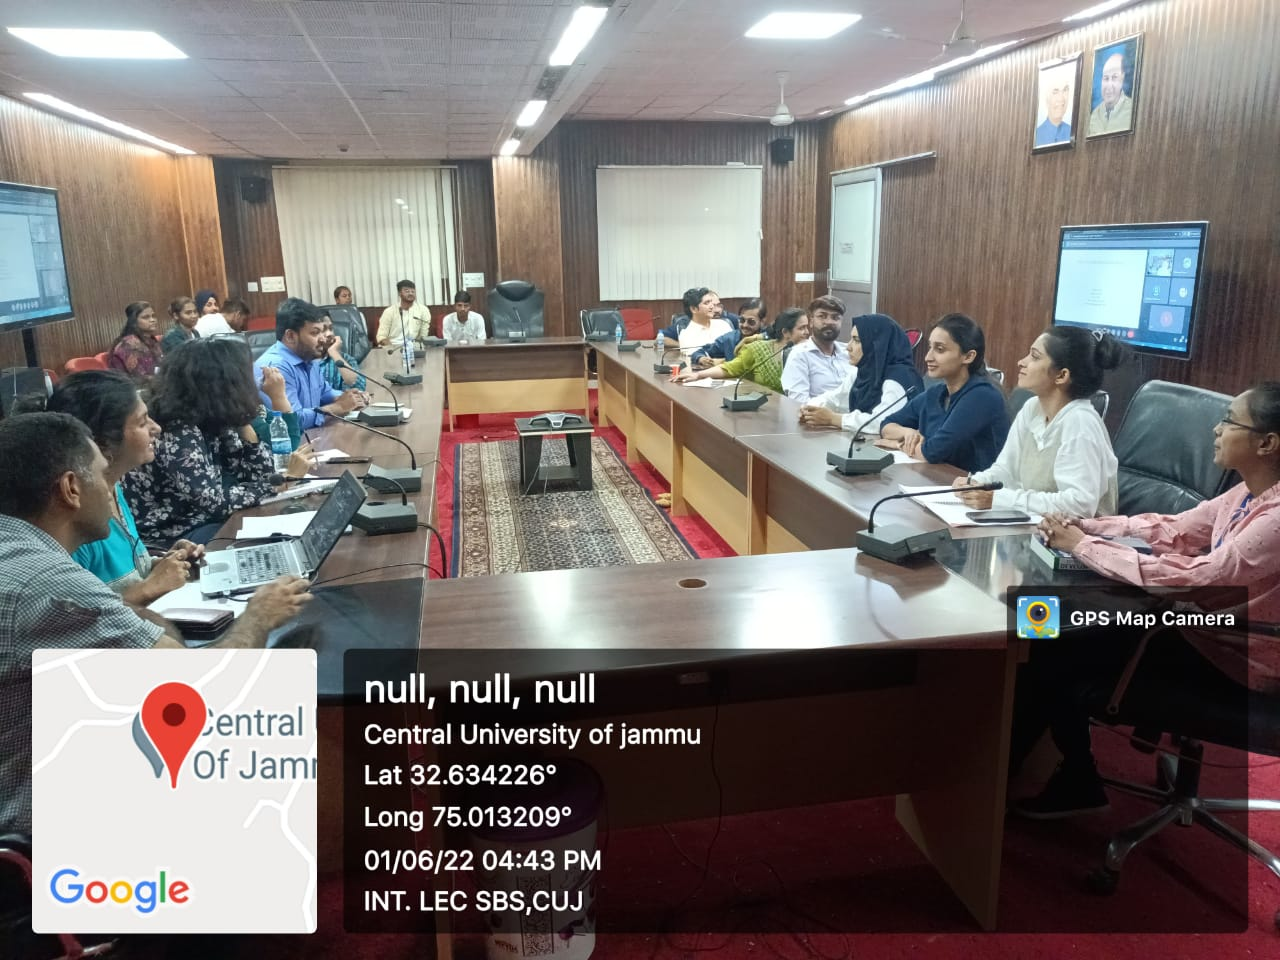 GPS Map Camera
Central U
Of Jamm
Google
null, null, null
Central University of jammu
Lat 32.634226°
Long 75.013209°
01/06/22 04:43 PM
INT. LEC SBS,CUJ